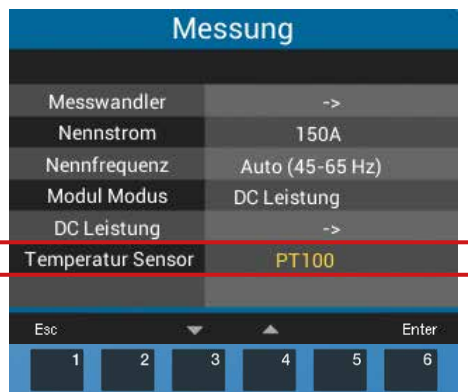 Messung
Messwandler ->
Nennstrom 150A
Nennfrequenz Auto (45-65 Hz)
Modul Modus DC Leistung
DC Leistung ->
Temperatur Sensor PT100
Esc Enter
1 2 3 4 5 6